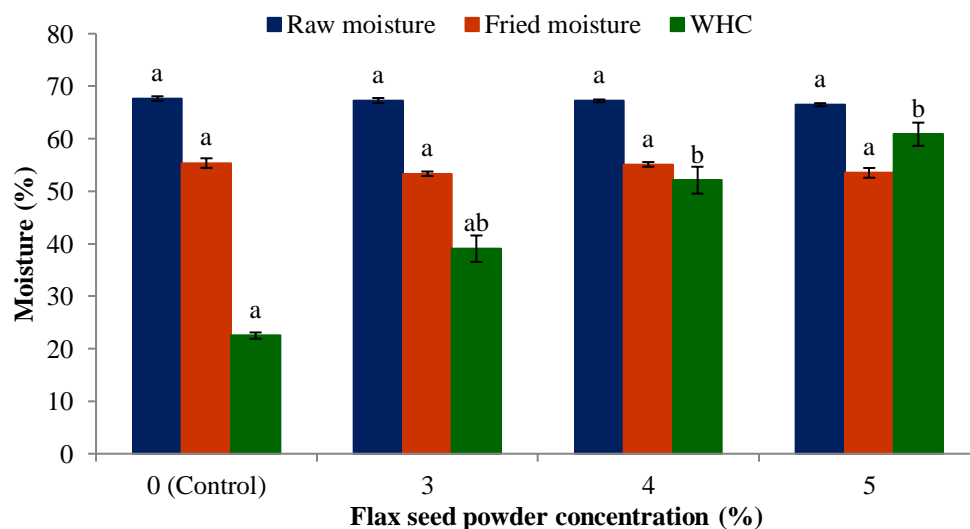 Raw moisture Fried moisture WHC
80
70
60
50
40
30
20
10
0
Moisture (%)
a a a
a a ab
a a b
a a b
0 (Control) 3 4 5
Flax seed powder concentration (%)